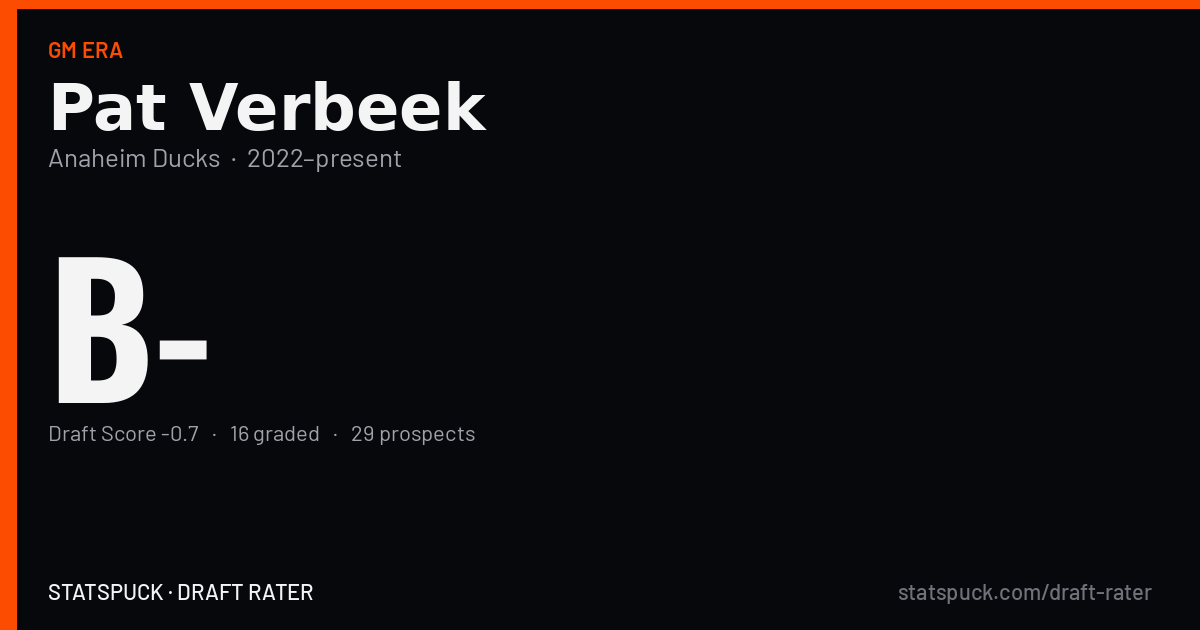 GM ERA
Pat Verbeek
Anaheim Ducks · 2022–present
B-
Draft Score -0.7 · 16 graded · 29 prospects
STATSPUCK · DRAFT RATER
statspuck.com/draft-rater